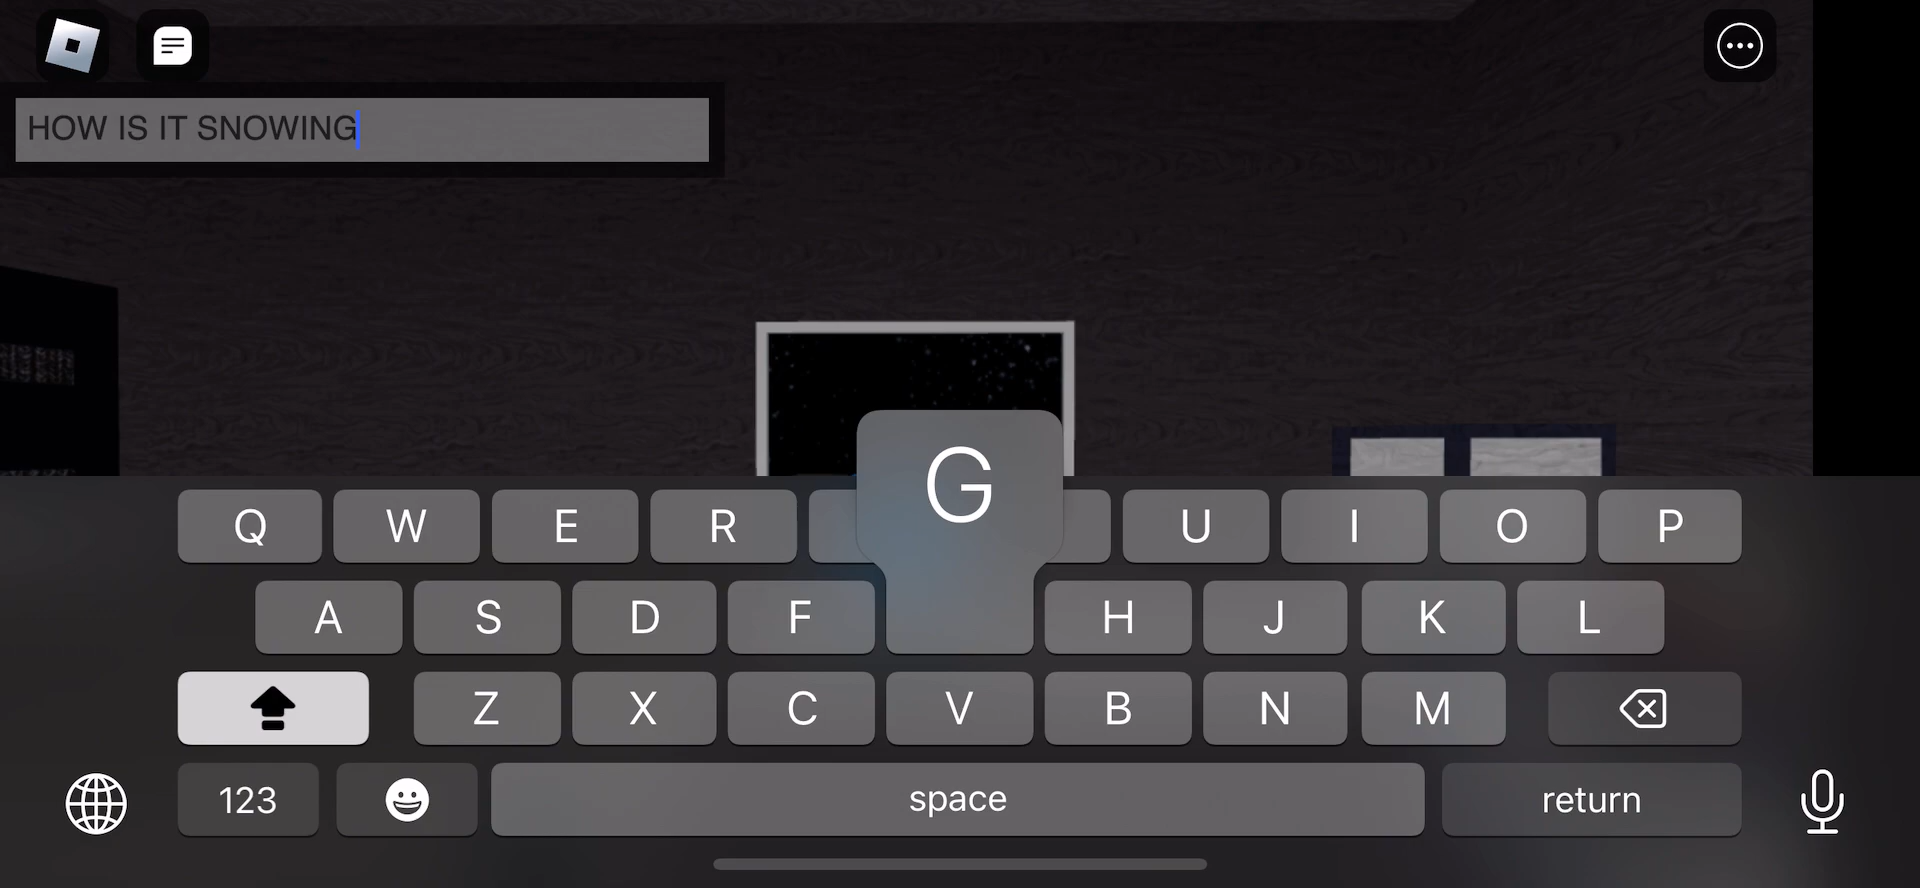 HOW IS IT SNOWING
G
Q W E R U I O P
A S D F H J K L
Z X C V B N M
123 space return